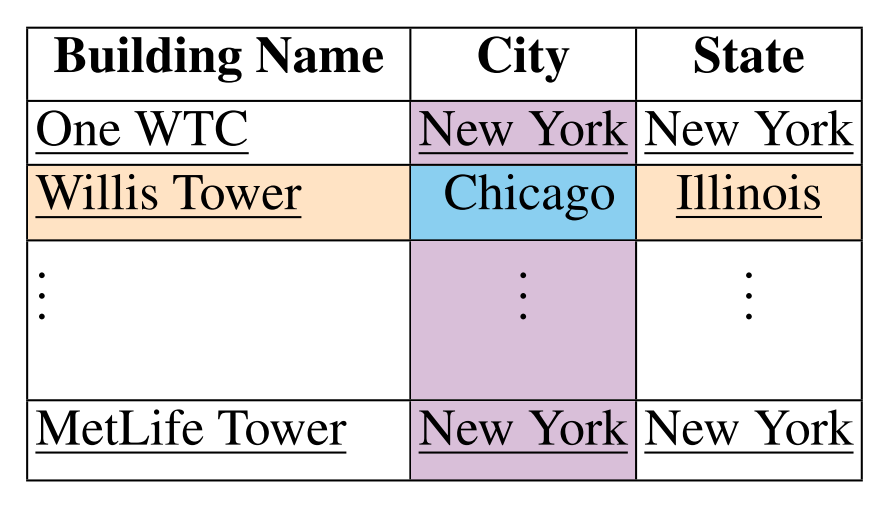 Building Name City State
One WTC New York New York
Willis Tower Chicago Illinois
⋮ ⋮ ⋮
MetLife Tower New York New York